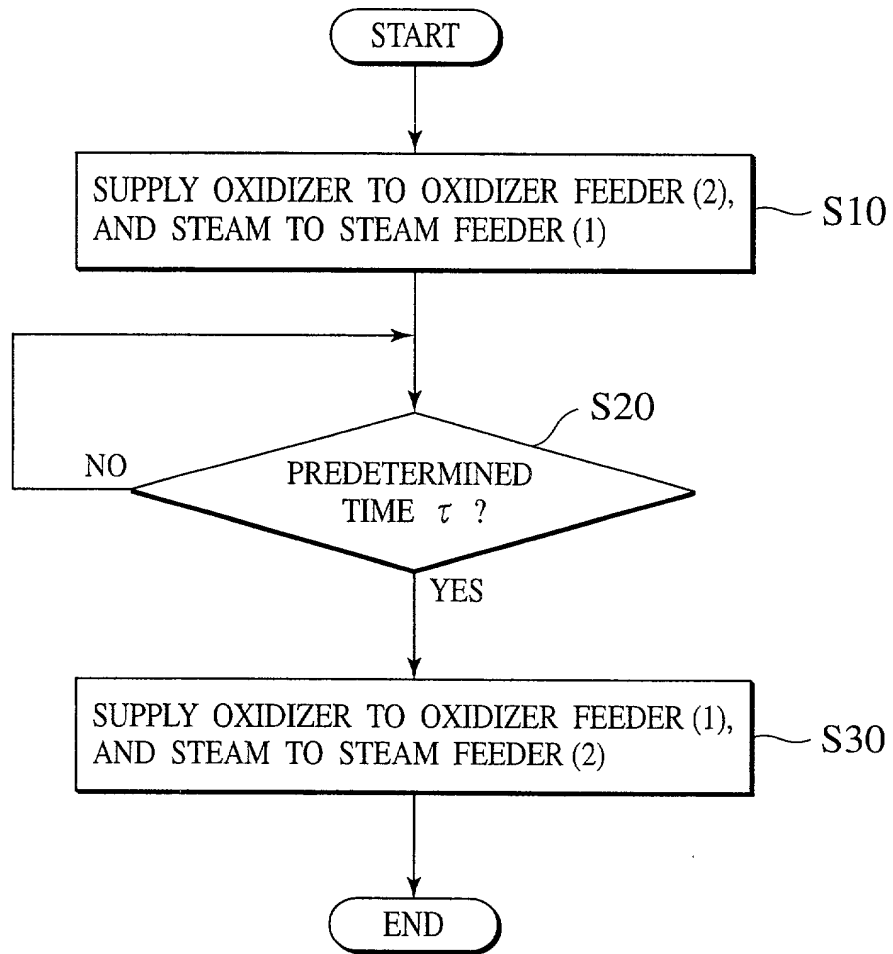 START
SUPPLY OXIDIZER TO OXIDIZER FEEDER (2),
AND STEAM TO STEAM FEEDER (1)
S10
S20
NO
PREDETERMINED
TIME τ ?
YES
SUPPLY OXIDIZER TO OXIDIZER FEEDER (1),
AND STEAM TO STEAM FEEDER (2)
S30
END